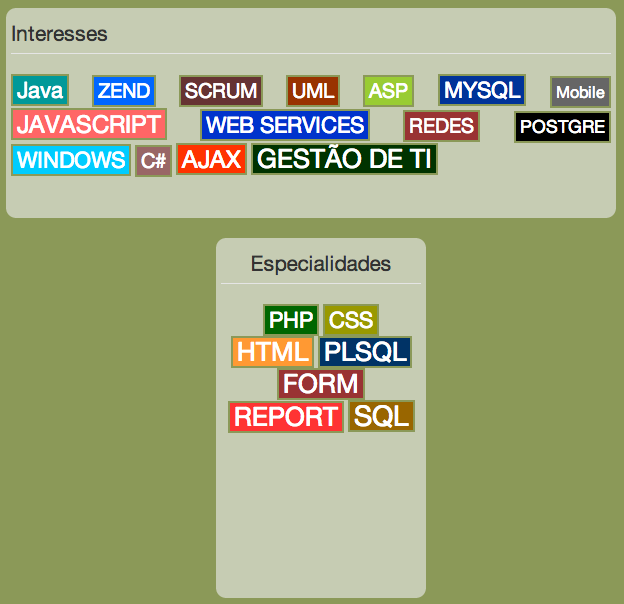 Interesses
Java ZEND SCRUM UML ASP MYSQL Mobile
JAVASCRIPT WEB SERVICES REDES POSTGRE
WINDOWS C# AJAX GESTÃO DE TI
Especialidades
PHP CSS
HTML PLSQL
FORM
REPORT SQL